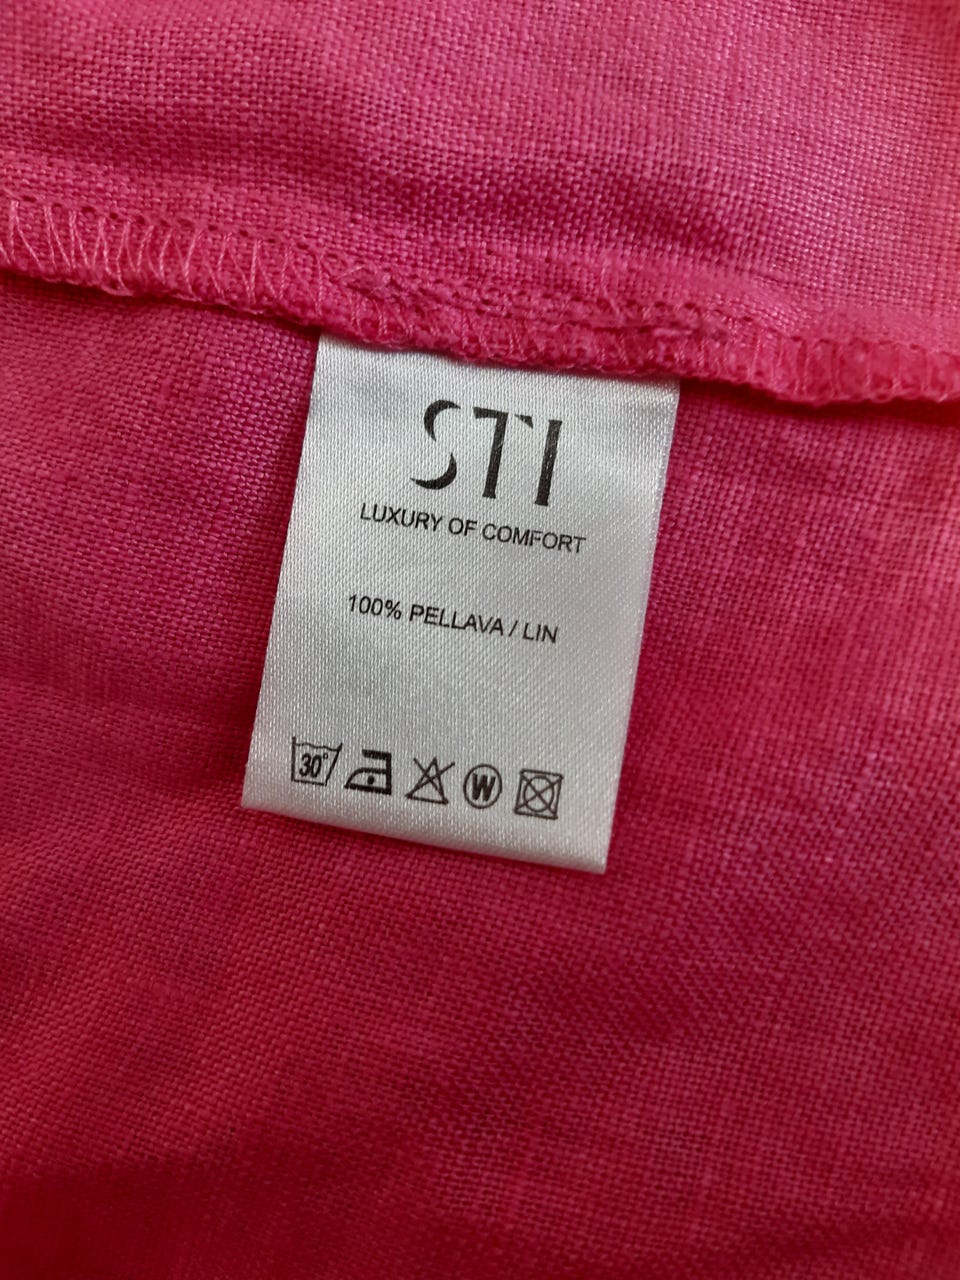 STI
LUXURY OF COMFORT
100% PELLAVA / LIN
30° W